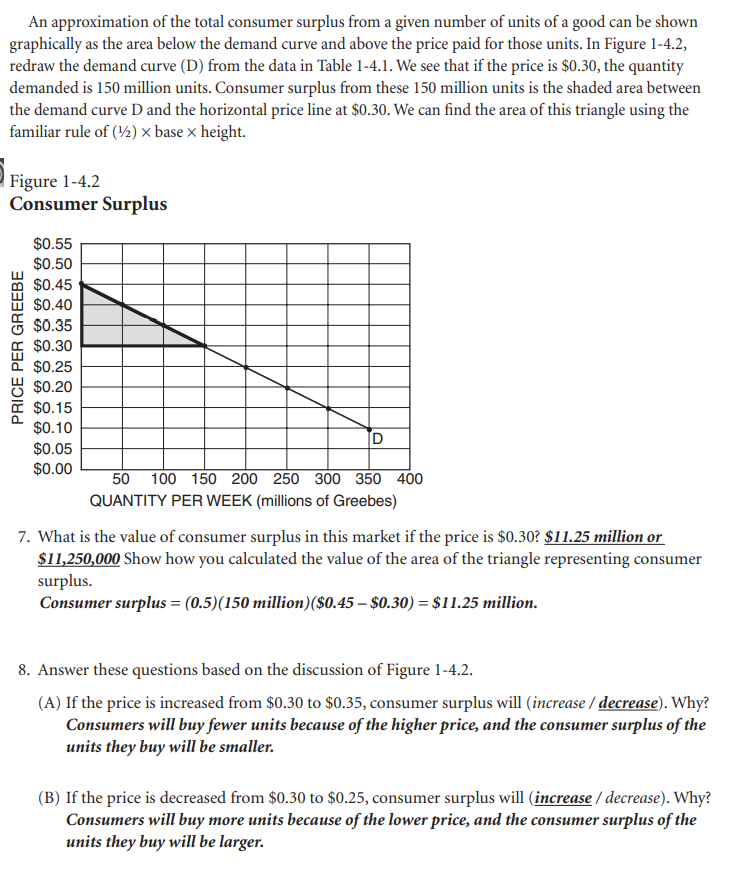 An approximation of the total consumer surplus from a given number of units of a good can be shown
graphically as the area below the demand curve and above the price paid for those units. In Figure 1-4.2,
redraw the demand curve (D) from the data in Table 1-4.1. We see that if the price is $0.30, the quantity
demanded is 150 million units. Consumer surplus from these 150 million units is the shaded area between
the demand curve D and the horizontal price line at $0.30. We can find the area of this triangle using the
familiar rule of (½) × base × height.
Figure 1-4.2
Consumer Surplus
PRICE PER GREEBE
$0.55
$0.50
$0.45
$0.40
$0.35
$0.30
$0.25
$0.20
$0.15
$0.10
$0.05
$0.00
D
50 100 150 200 250 300 350 400
QUANTITY PER WEEK (millions of Greebes)
7. What is the value of consumer surplus in this market if the price is $0.30? $11.25 million or
$11,250,000 Show how you calculated the value of the area of the triangle representing consumer
surplus.
Consumer surplus = (0.5)(150 million)($0.45 – $0.30) = $11.25 million.
8. Answer these questions based on the discussion of Figure 1-4.2.
(A) If the price is increased from $0.30 to $0.35, consumer surplus will (increase / decrease). Why?
Consumers will buy fewer units because of the higher price, and the consumer surplus of the
units they buy will be smaller.
(B) If the price is decreased from $0.30 to $0.25, consumer surplus will (increase / decrease). Why?
Consumers will buy more units because of the lower price, and the consumer surplus of the
units they buy will be larger.